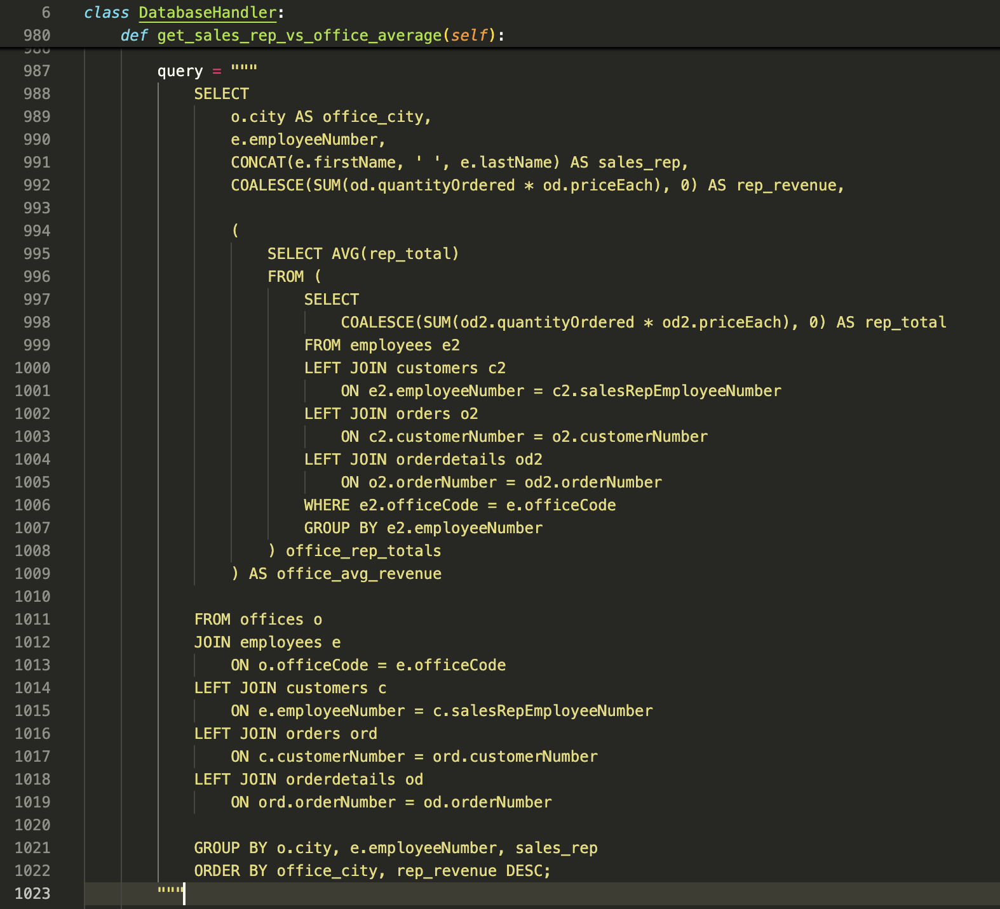 6 class DatabaseHandler:
980 def get_sales_rep_vs_office_average(self):
986
987 query = """
988 SELECT
989 o.city AS office_city,
990 e.employeeNumber,
991 CONCAT(e.firstName, ' ', e.lastName) AS sales_rep,
992 COALESCE(SUM(od.quantityOrdered * od.priceEach), 0) AS rep_revenue,
993
994 (
995 SELECT AVG(rep_total)
996 FROM (
997 SELECT
998 COALESCE(SUM(od2.quantityOrdered * od2.priceEach), 0) AS rep_total
999 FROM employees e2
1000 LEFT JOIN customers c2
1001 ON e2.employeeNumber = c2.salesRepEmployeeNumber
1002 LEFT JOIN orders o2
1003 ON c2.customerNumber = o2.customerNumber
1004 LEFT JOIN orderdetails od2
1005 ON o2.orderNumber = od2.orderNumber
1006 WHERE e2.officeCode = e.officeCode
1007 GROUP BY e2.employeeNumber
1008 ) office_rep_totals
1009 ) AS office_avg_revenue
1010
1011 FROM offices o
1012 JOIN employees e
1013 ON o.officeCode = e.officeCode
1014 LEFT JOIN customers c
1015 ON e.employeeNumber = c.salesRepEmployeeNumber
1016 LEFT JOIN orders ord
1017 ON c.customerNumber = ord.customerNumber
1018 LEFT JOIN orderdetails od
1019 ON ord.orderNumber = od.orderNumber
1020
1021 GROUP BY o.city, e.employeeNumber, sales_rep
1022 ORDER BY office_city, rep_revenue DESC;
1023 """